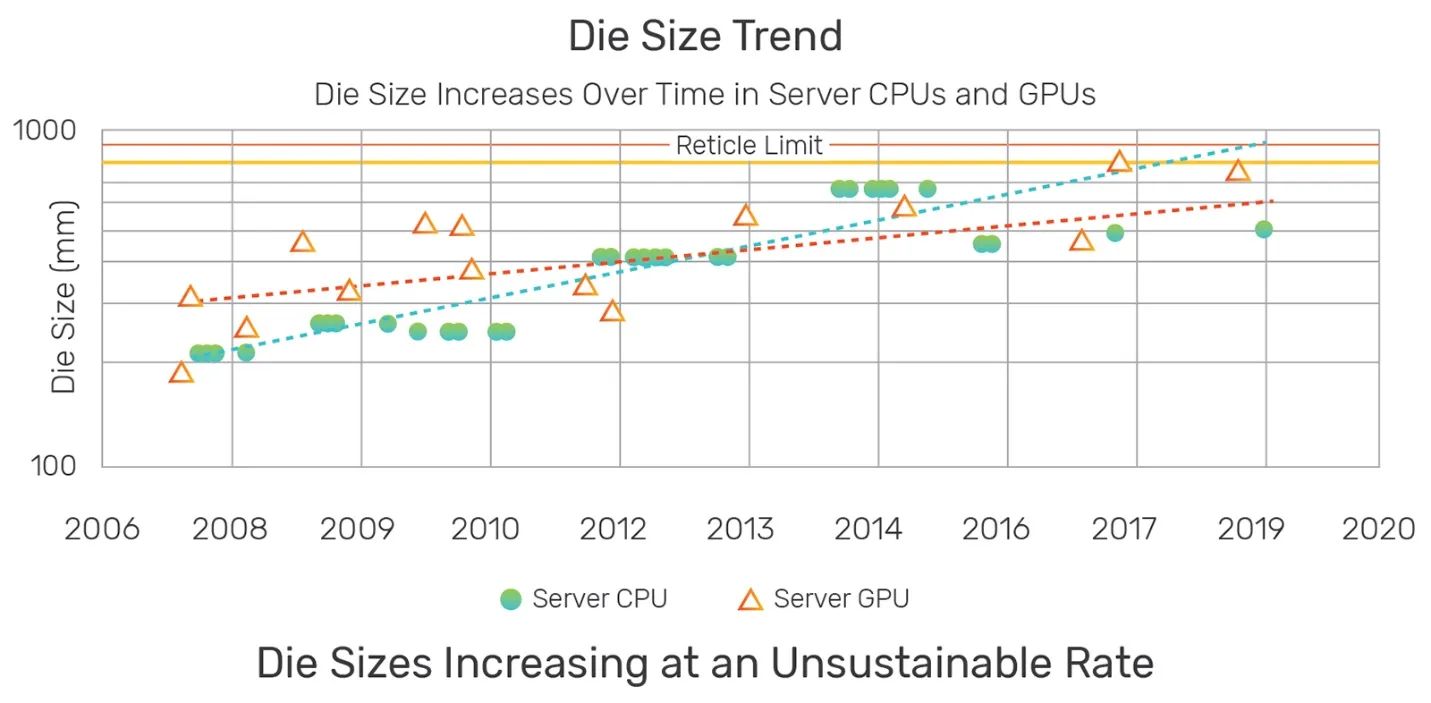 Die Size Trend
Die Size Increases Over Time in Server CPUs and GPUs
1000
Reticle Limit
Die Size (mm)
100
2006 2008 2009 2010 2012 2013 2014 2016 2017 2019 2020
Server CPU Server GPU
Die Sizes Increasing at an Unsustainable Rate